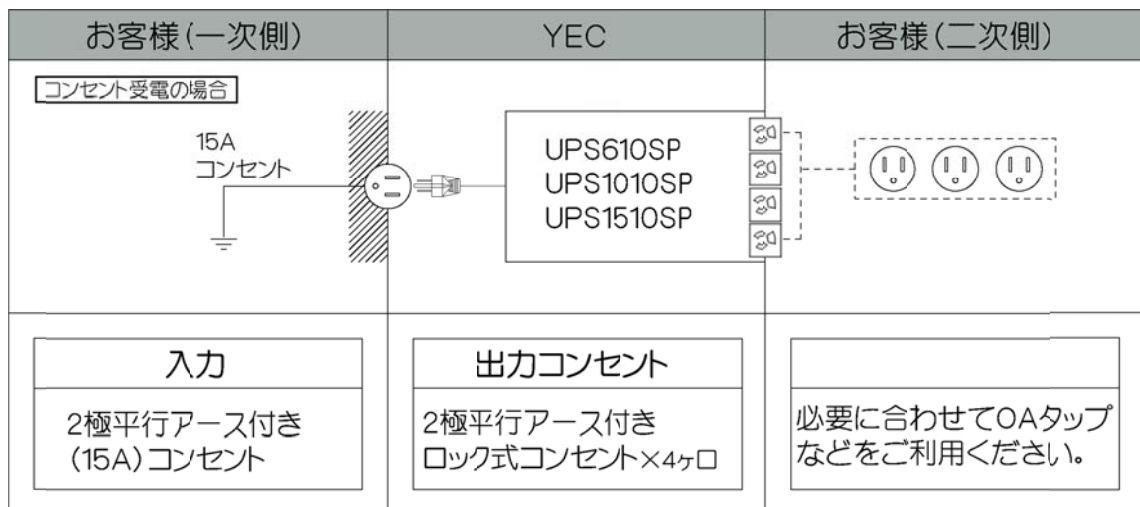 お客様(一次側)
YEC
お客様(二次側)
コンセント受電の場合
15A
コンセント
UPS610SP
UPS1010SP
UPS1510SP
入力
2極平行アース付き
(15A)コンセント
出力コンセント
2極平行アース付き
ロック式コンセント×4ヶ口
必要に合わせてOAタップ
などをご利用ください。